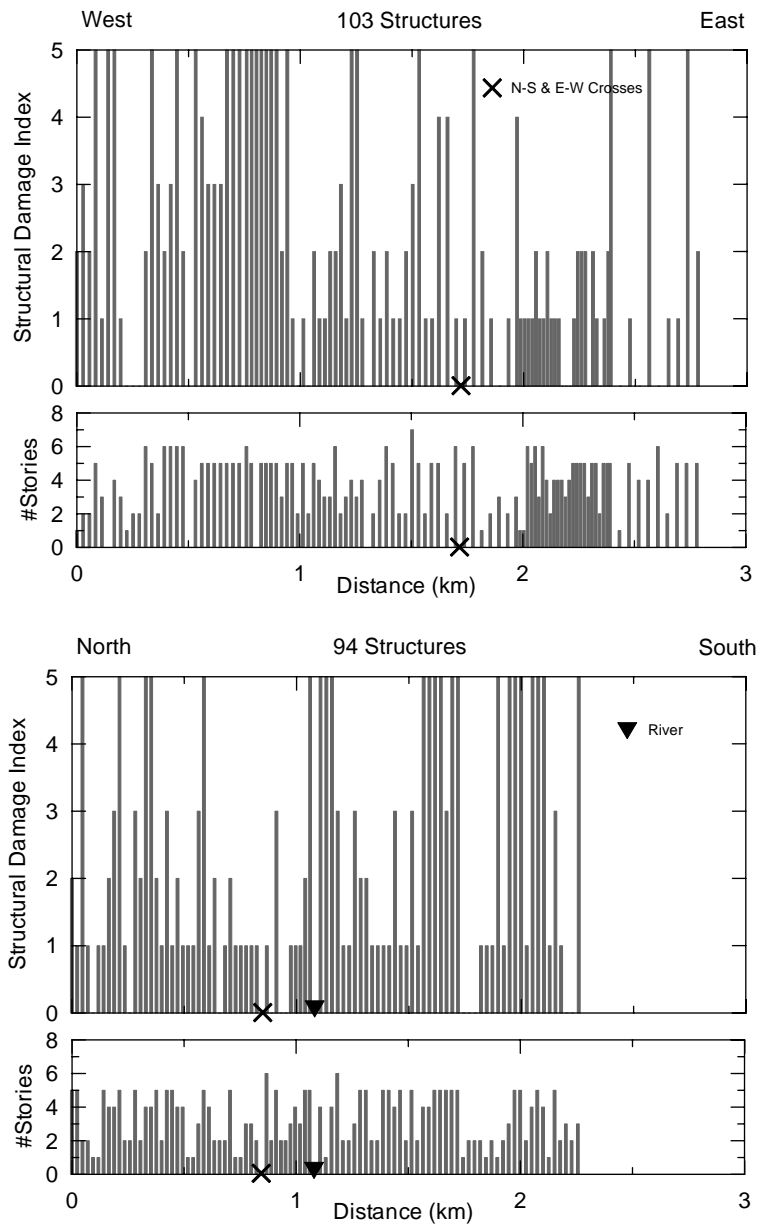 West 103 Structures East
5
4
3
2
1
0
Structural Damage Index
N-S & E-W Crosses
8
6
4
2
0
#Stories
0 1 2 3
Distance (km)
North 94 Structures South
5
4
3
2
1
0
Structural Damage Index
River
8
6
4
2
0
#Stories
0 1 2 3
Distance (km)